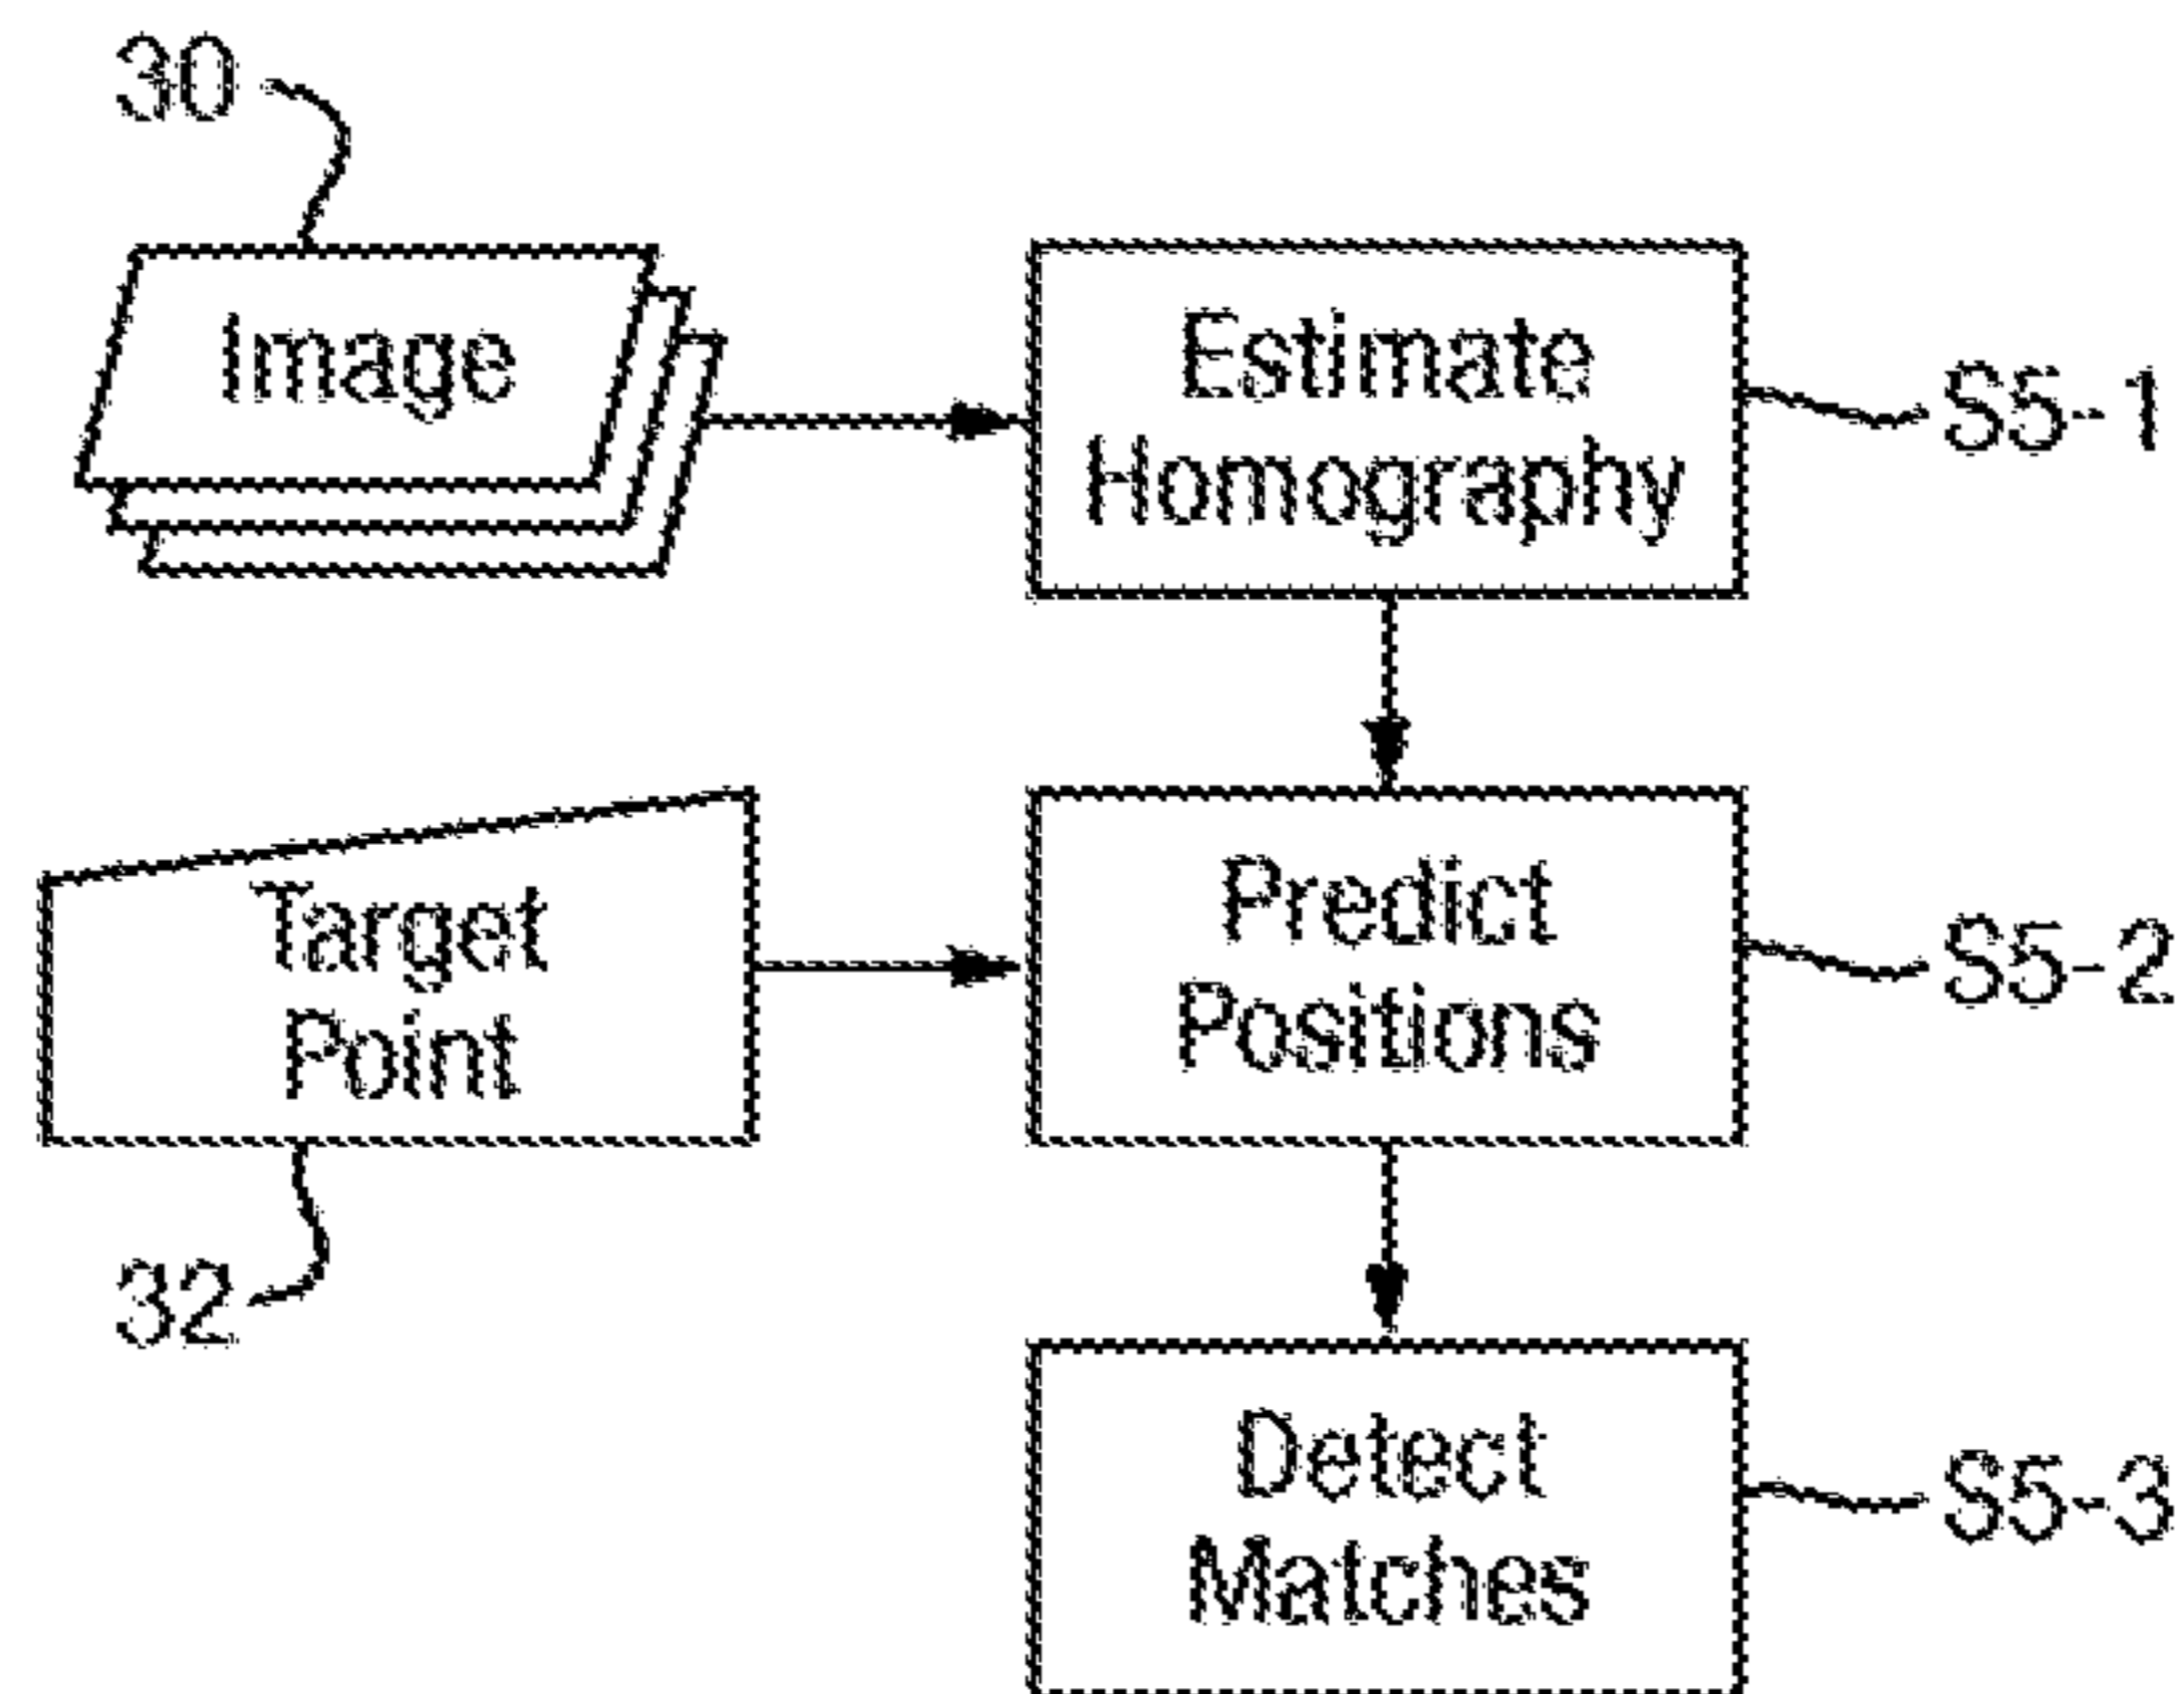 30
Image
Estimate
Homography
S5-1
Target
Point
Predict
Positions
S5-2
32
Detect
Matches
S5-3